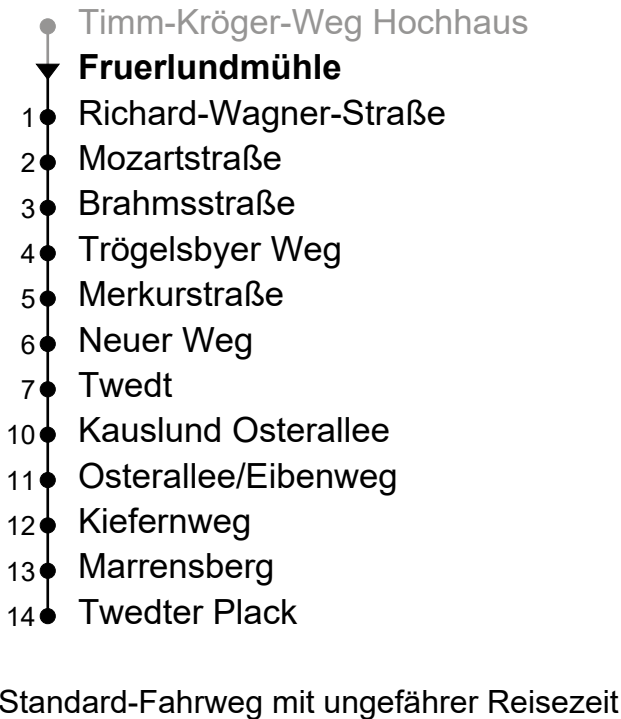 Timm-Kröger-Weg Hochhaus
Fruerlundmühle
1 Richard-Wagner-Straße
2 Mozartstraße
3 Brahmsstraße
4 Trögelsbyer Weg
5 Merkurstraße
6 Neuer Weg
7 Twedt
10 Kauslund Osterallee
11 Osterallee/Eibenweg
12 Kiefernweg
13 Marrensberg
14 Twedter Plack
Standard-Fahrweg mit ungefährer Reisezeit